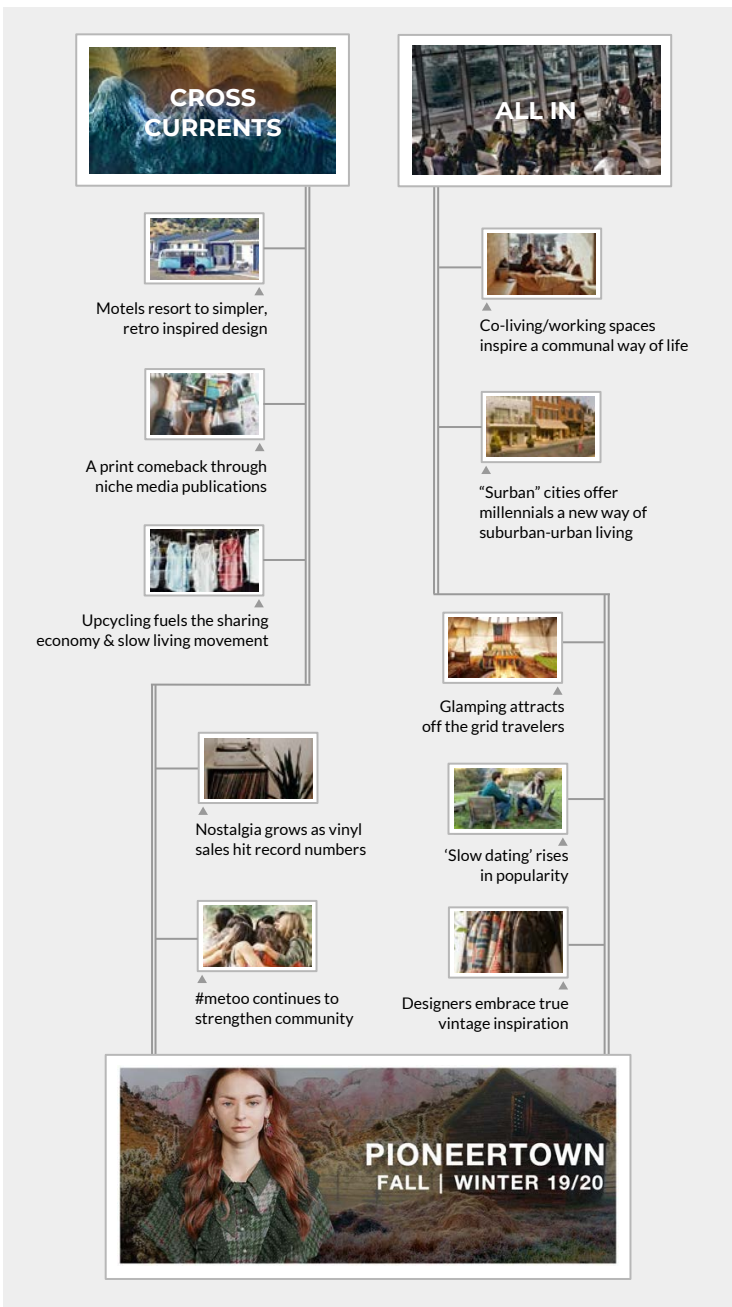 CROSS
CURRENTS
Motels resort to simpler,
retro inspired design
A print comeback through
niche media publications
Upcycling fuels the sharing
economy & slow living movement
Nostalgia grows as vinyl
sales hit record numbers
#metoo continues to
strengthen community
ALL IN
Co-living/working spaces
inspire a communal way of life
“Surban” cities offer
millennials a new way of
suburban-urban living
Glamping attracts
off the grid travelers
‘Slow dating’ rises
in popularity
Designers embrace true
vintage inspiration
PIONEERTOWN
FALL | WINTER 19/20